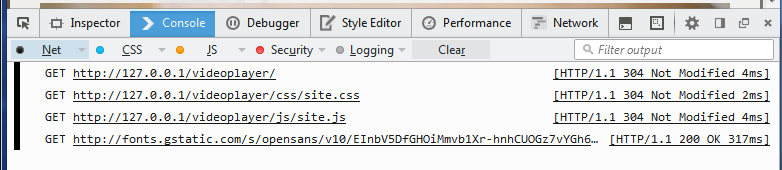 Inspector Console Debugger Style Editor Performance Network
Net CSS JS Security Logging Clear Filter output
GET http://127.0.0.1/videoplayer/ [HTTP/1.1 304 Not Modified 4ms]
GET http://127.0.0.1/videoplayer/css/site.css [HTTP/1.1 304 Not Modified 2ms]
GET http://127.0.0.1/videoplayer/js/site.js [HTTP/1.1 304 Not Modified 4ms]
GET http://fonts.gstatic.com/s/opensans/v10/EInbV5DfGHOiMmvb1Xr-hnhCUOGz7vYGh6… [HTTP/1.1 200 OK 317ms]